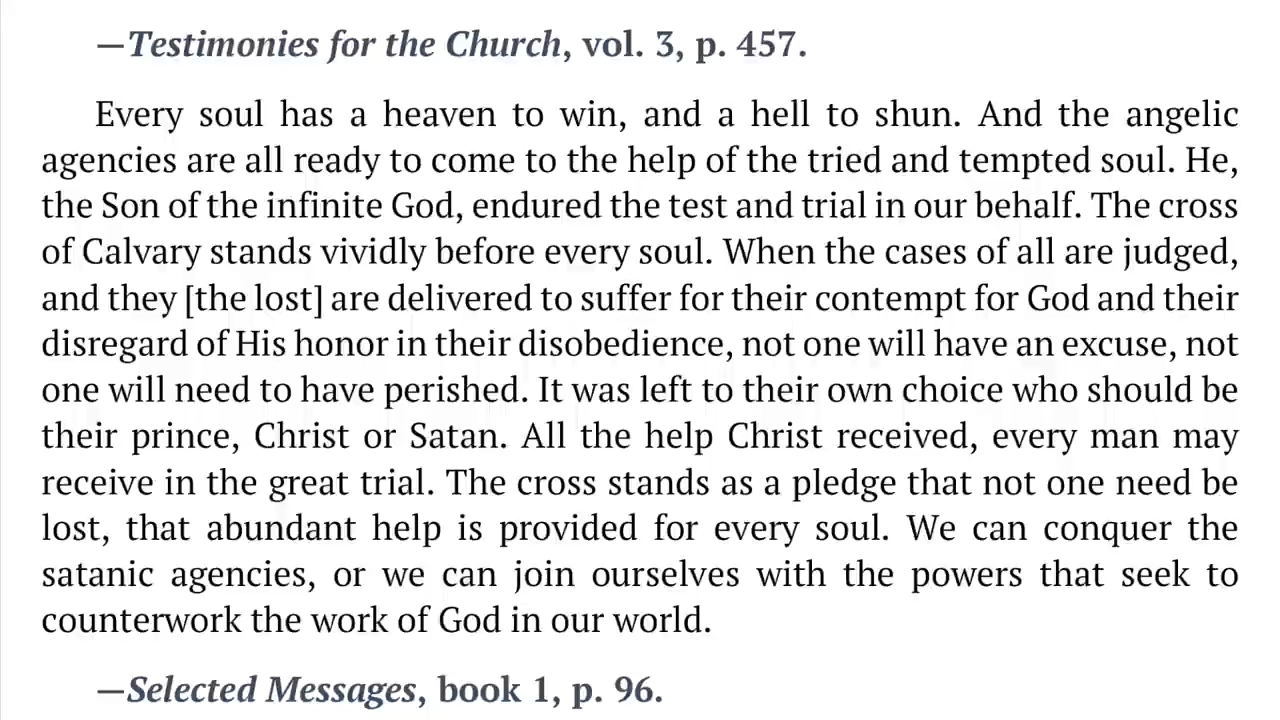 —Testimonies for the Church, vol. 3, p. 457.
Every soul has a heaven to win, and a hell to shun. And the angelic
agencies are all ready to come to the help of the tried and tempted soul. He,
the Son of the infinite God, endured the test and trial in our behalf. The cross
of Calvary stands vividly before every soul. When the cases of all are judged,
and they [the lost] are delivered to suffer for their contempt for God and their
disregard of His honor in their disobedience, not one will have an excuse, not
one will need to have perished. It was left to their own choice who should be
their prince, Christ or Satan. All the help Christ received, every man may
receive in the great trial. The cross stands as a pledge that not one need be
lost, that abundant help is provided for every soul. We can conquer the
satanic agencies, or we can join ourselves with the powers that seek to
counterwork the work of God in our world.
—Selected Messages, book 1, p. 96.